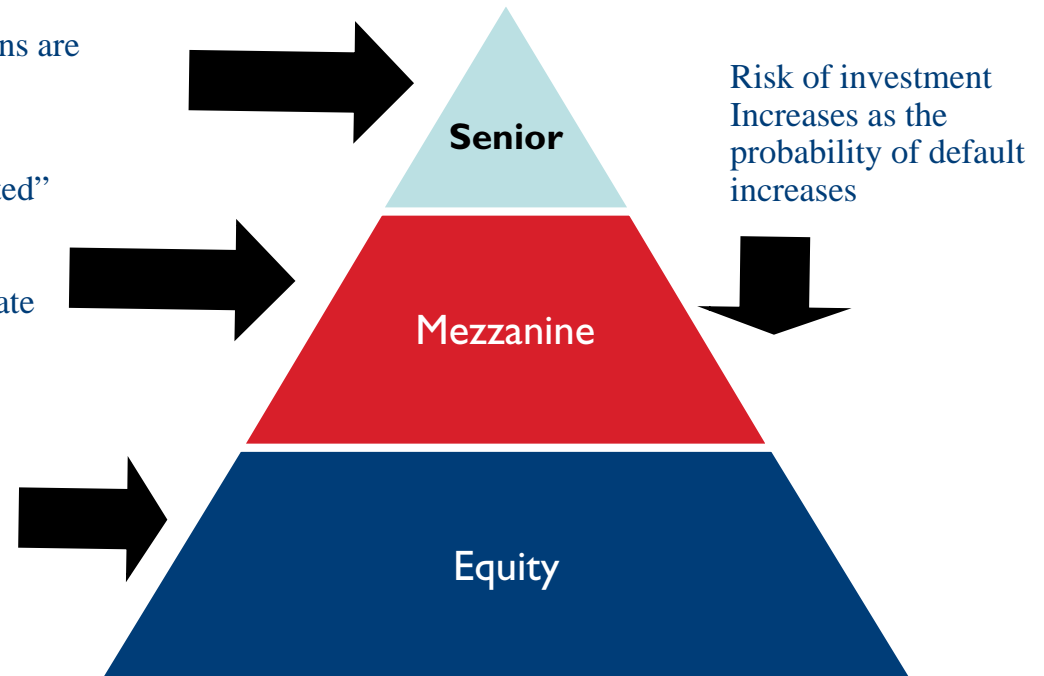 ns are
Senior
Risk of investment
Increases as the
probability of default
increases
ed”
ate
Mezzanine
Equity